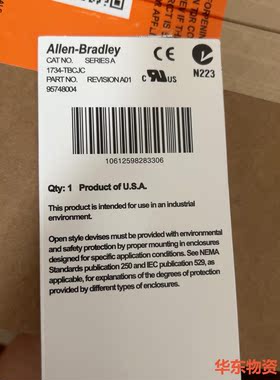 OPENING
Allen-Bradley
CAT NO. SERIES A
1734-TBCJC
PART NO. REVISION A01
95748004
CE
C UL US
N223
10612598283306
Qty: 1 Product of U.S.A.
This product is intended for use in an industrial
environment.
Open style devises must be provided with environmental
and safety protection by proper mounting in enclosures
designed for specific application conditions. See NEMA
Standards publication 250 and IEC publication 529, as
applicable, for explanations of the degrees of protection
provided by different types of enclosures.
华东物资